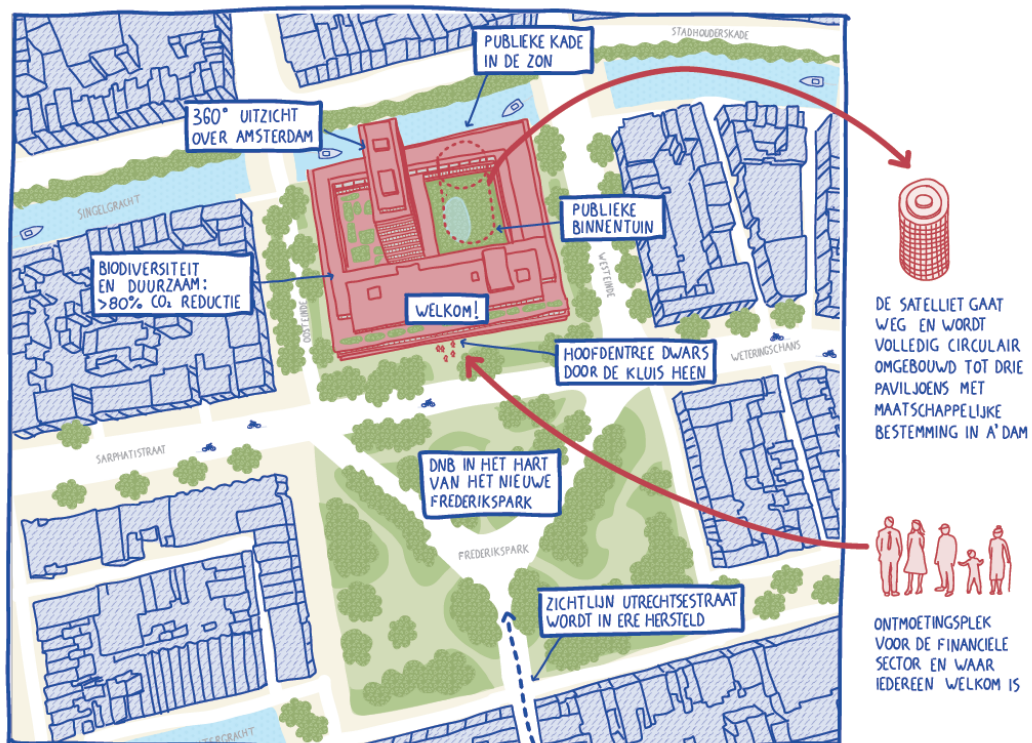 STADHOUDERSKADE
PUBLIEKE KADE
IN DE ZON
360° UITZICHT
OVER AMSTERDAM
SINGELGRACHT
PUBLIEKE
BINNENTUIN
BIODIVERSITEIT
EN DUURZAAM:
>80% CO₂ REDUCTIE
OOSTEINDE
WESTEINDE
WELKOM!
HOOFDENTREE DWARS
DOOR DE KLUIS HEEN
WETERINGSCHANS
DE SATELLIET GAAT
WEG EN WORDT
VOLLEDIG CIRCULAIR
OMGEBOUWD TOT DRIE
PAVILJOENS MET
MAATSCHAPPELIJKE
BESTEMMING IN A'DAM
SARPHATISTRAAT
DNB IN HET HART
VAN HET NIEUWE
FREDERIKSPARK
FREDERIKSPARK
ZICHTLIJN UTRECHTSESTRAAT
WORDT IN ERE HERSTELD
ONTMOETINGSPLEK
VOOR DE FINANCIËLE
SECTOR EN WAAR
IEDEREEN WELKOM IS